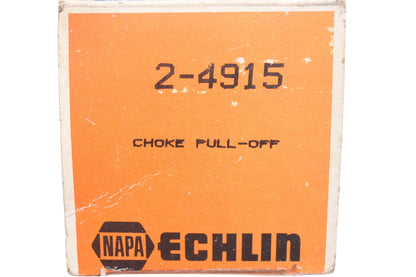 2-4915
CHOKE PULL-OFF
NAPA ECHLIN